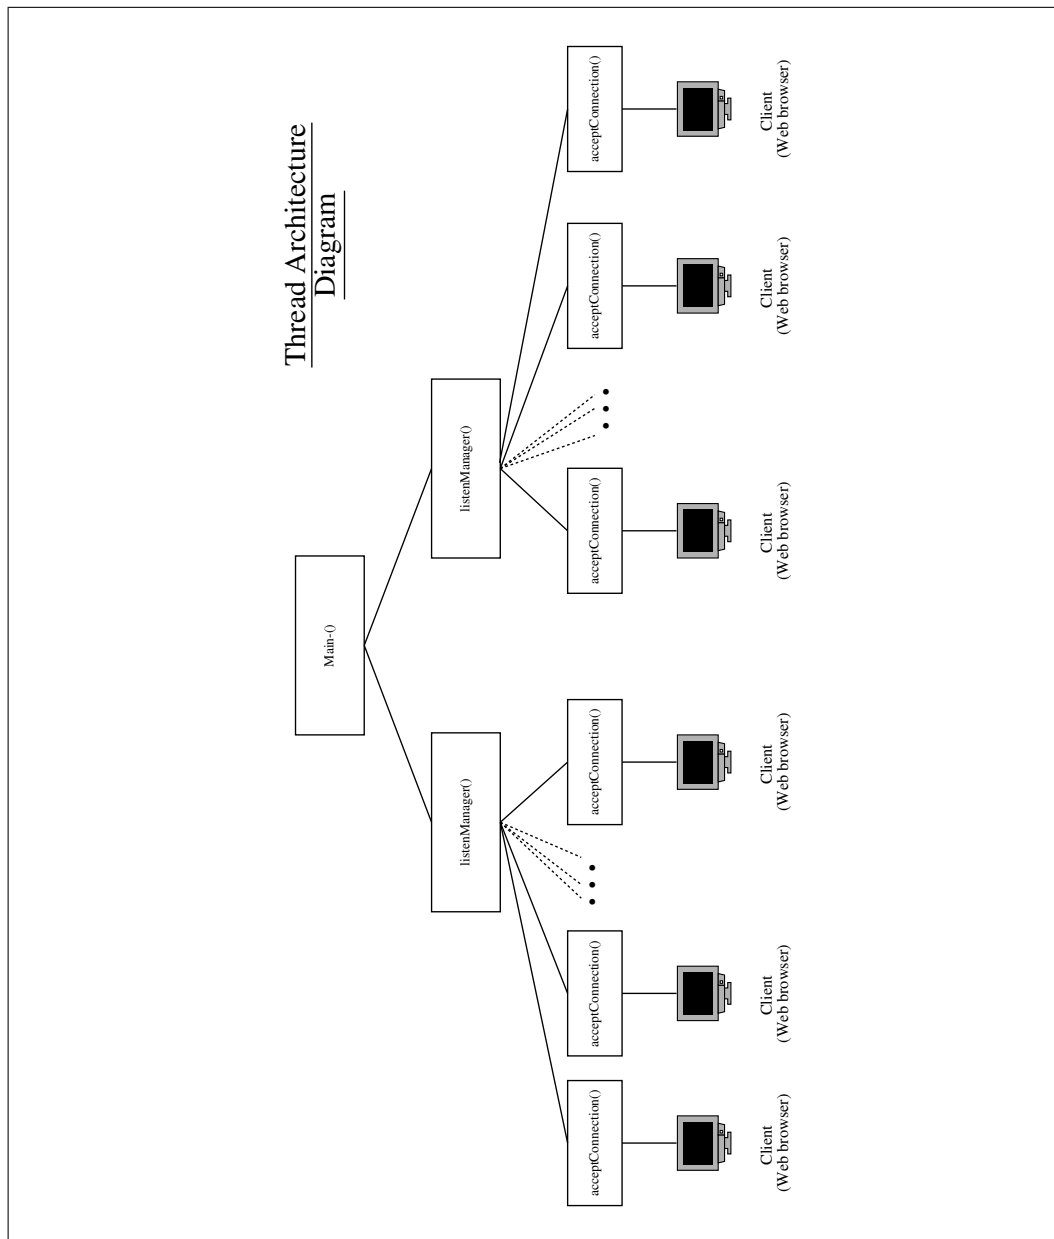 Thread Architecture
Diagram
Main-()
listenManager()
listenManager()
acceptConnection()
acceptConnection()
acceptConnection()
acceptConnection()
acceptConnection()
acceptConnection()
Client
(Web browser)
Client
(Web browser)
Client
(Web browser)
Client
(Web browser)
Client
(Web browser)
Client
(Web browser)